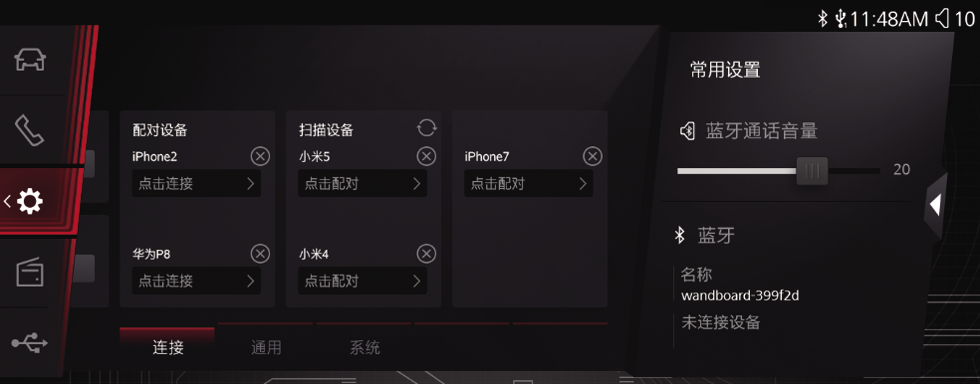 11:48AM 10
常用设置
蓝牙通话音量
20
蓝牙
名称
wandboard-399f2d
未连接设备
配对设备
iPhone2
点击连接
华为P8
点击连接
扫描设备
小米5
点击配对
小米4
点击配对
iPhone7
点击配对
连接 通用 系统